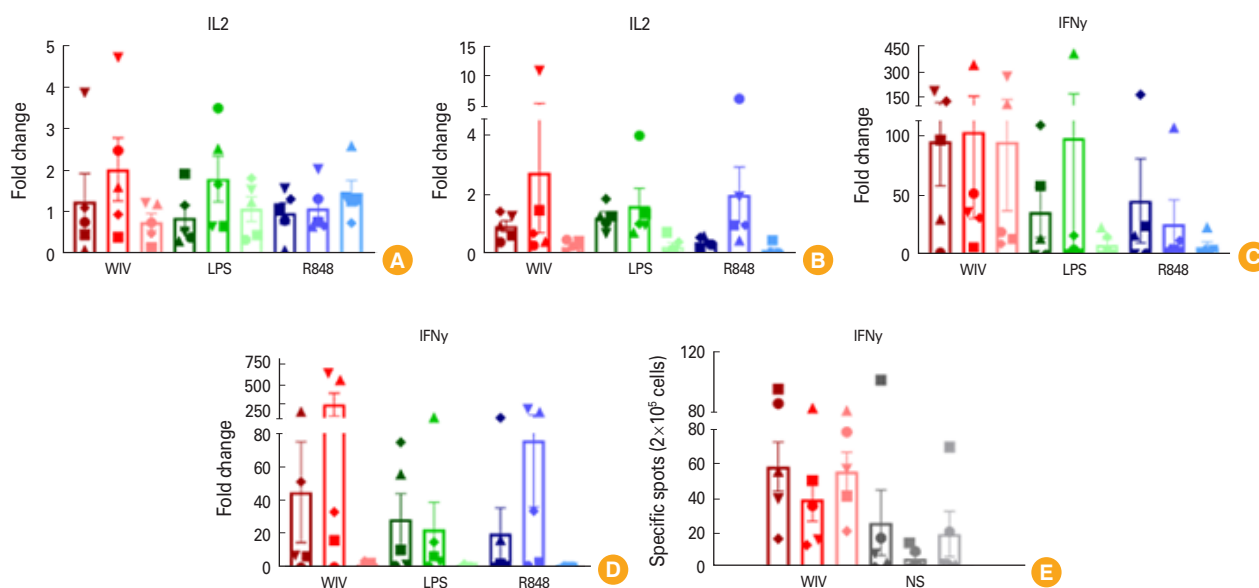 IL2
Fold change
5
4
3
2
1
0
WIV
LPS
R848
A
IL2
Fold change
15
10
5
4
2
0
WIV
LPS
R848
B
IFNy
Fold change
450
300
150
100
50
0
WIV
LPS
R848
C
IFNy
Fold change
750
500
250
80
60
40
20
0
WIV
LPS
R848
D
IFNy
Specific spots (2×10⁵ cells)
120
80
80
60
40
20
0
WIV
NS
E